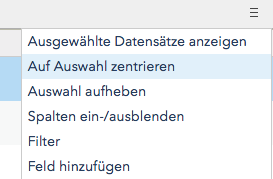 Ausgewählte Datensätze anzeigen
Auf Auswahl zentrieren
Auswahl aufheben
Spalten ein-/ausblenden
Filter
Feld hinzufügen